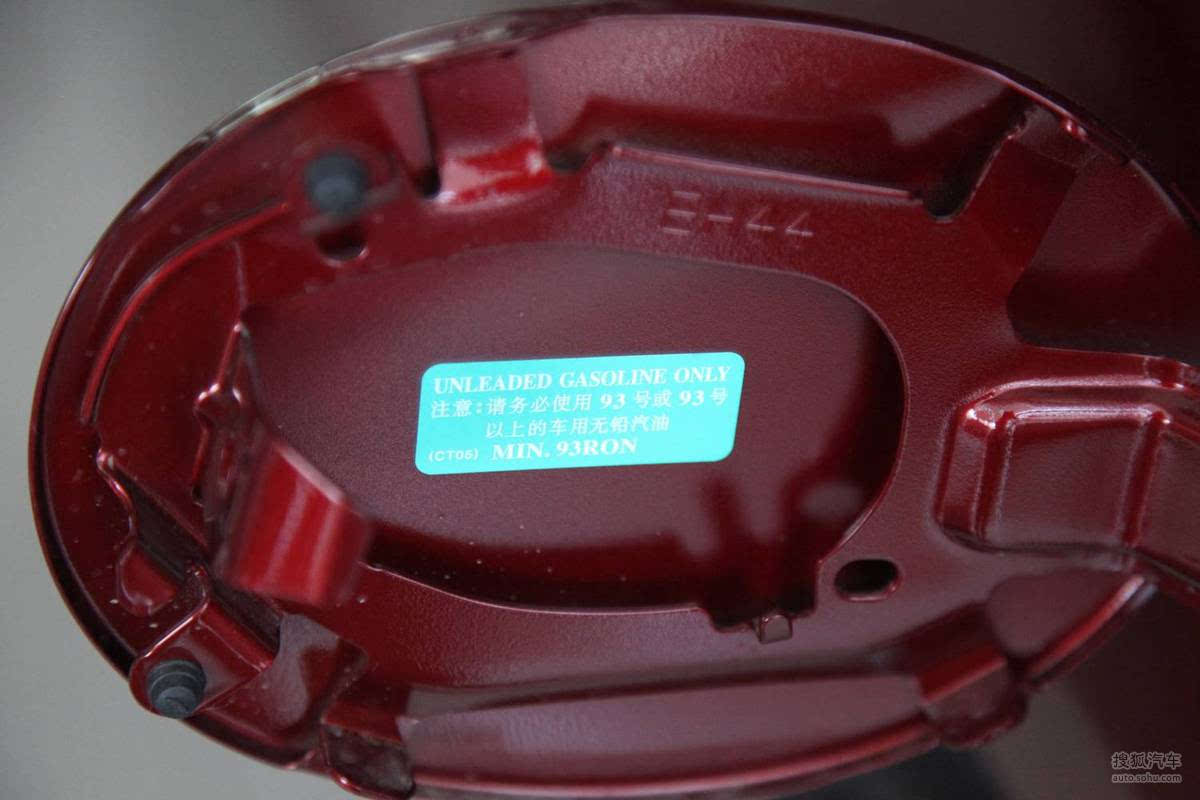 3-44
UNLEADED GASOLINE ONLY
注意:请务必使用 93 号或 93 号
以上的车用无铅汽油
(CT05) MIN. 93RON
搜狐汽车
auto.sohu.com